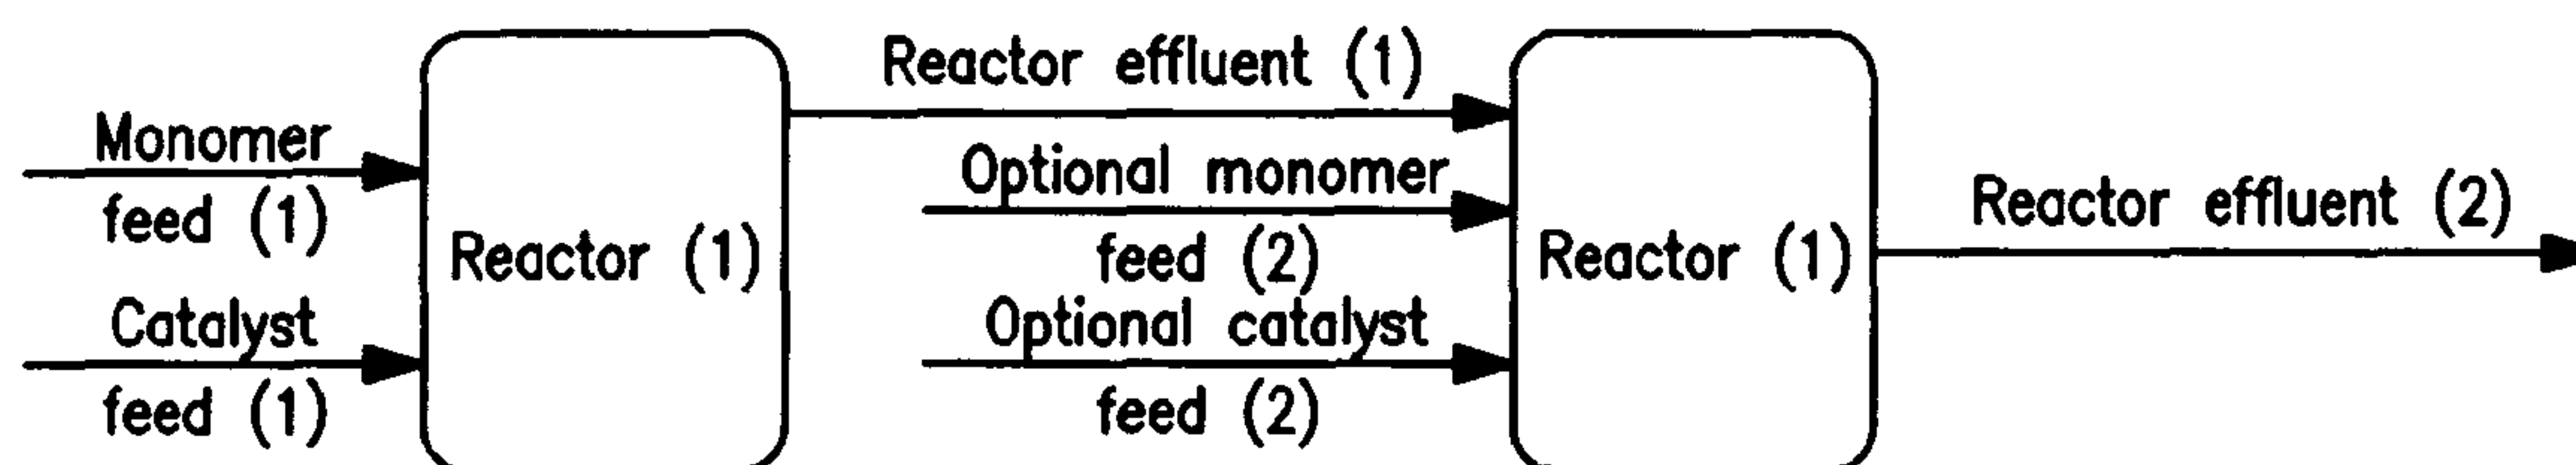 Monomer
feed (1)
Catalyst
feed (1)
Reactor (1)
Reactor effluent (1)
Optional monomer
feed (2)
Optional catalyst
feed (2)
Reactor (1)
Reactor effluent (2)